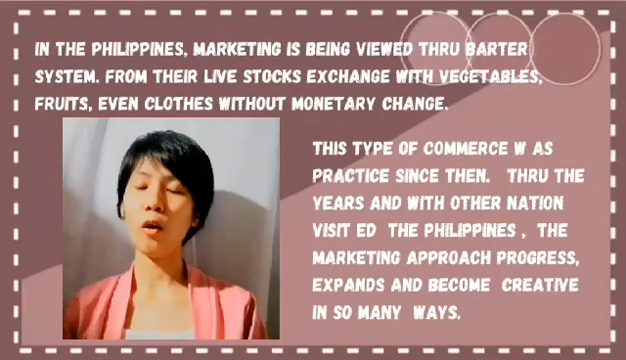 IN THE PHILIPPINES, MARKETING IS BEING VIEWED THRU BARTER
SYSTEM. FROM THEIR LIVE STOCKS EXCHANGE WITH VEGETABLES,
FRUITS, EVEN CLOTHES WITHOUT MONETARY CHANGE.
THIS TYPE OF COMMERCE W AS
PRACTICE SINCE THEN. THRU THE
YEARS AND WITH OTHER NATION
VISIT ED THE PHILIPPINES , THE
MARKETING APPROACH PROGRESS,
EXPANDS AND BECOME CREATIVE
IN SO MANY WAYS.